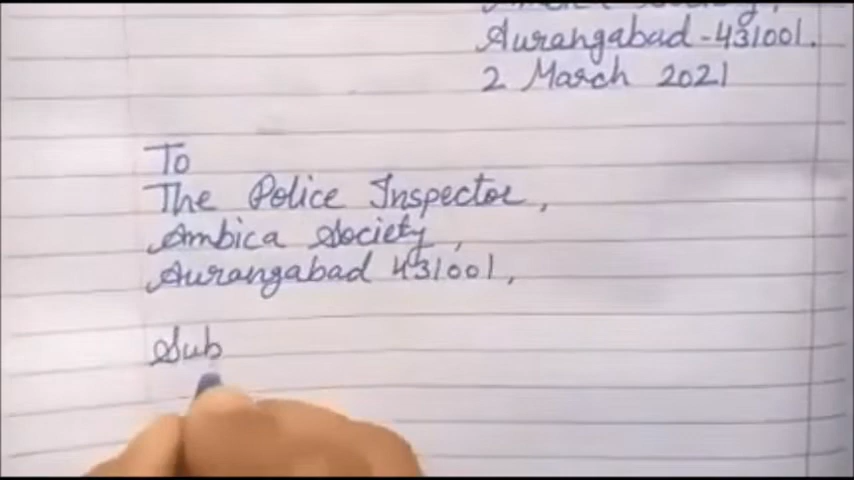 Aurangabad-431001.
2 March 2021
To
The Police Inspector,
Ambica Society,
Aurangabad 431001,
Sub